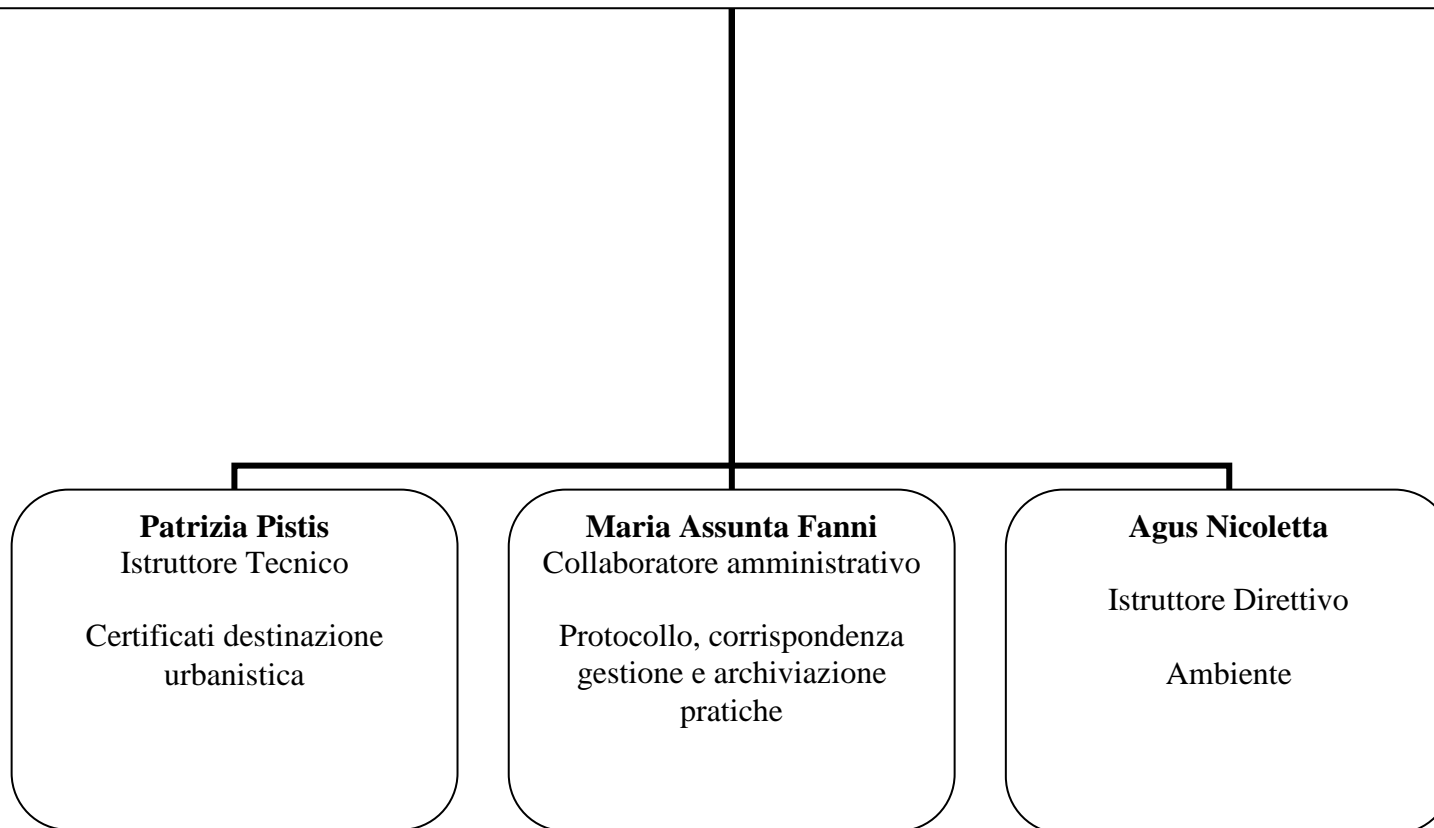 Patrizia Pistis
Istruttore Tecnico
Certificati destinazione
urbanistica
Maria Assunta Fanni
Collaboratore amministrativo
Protocollo, corrispondenza
gestione e archiviazione
pratiche
Agus Nicoletta
Istruttore Direttivo
Ambiente